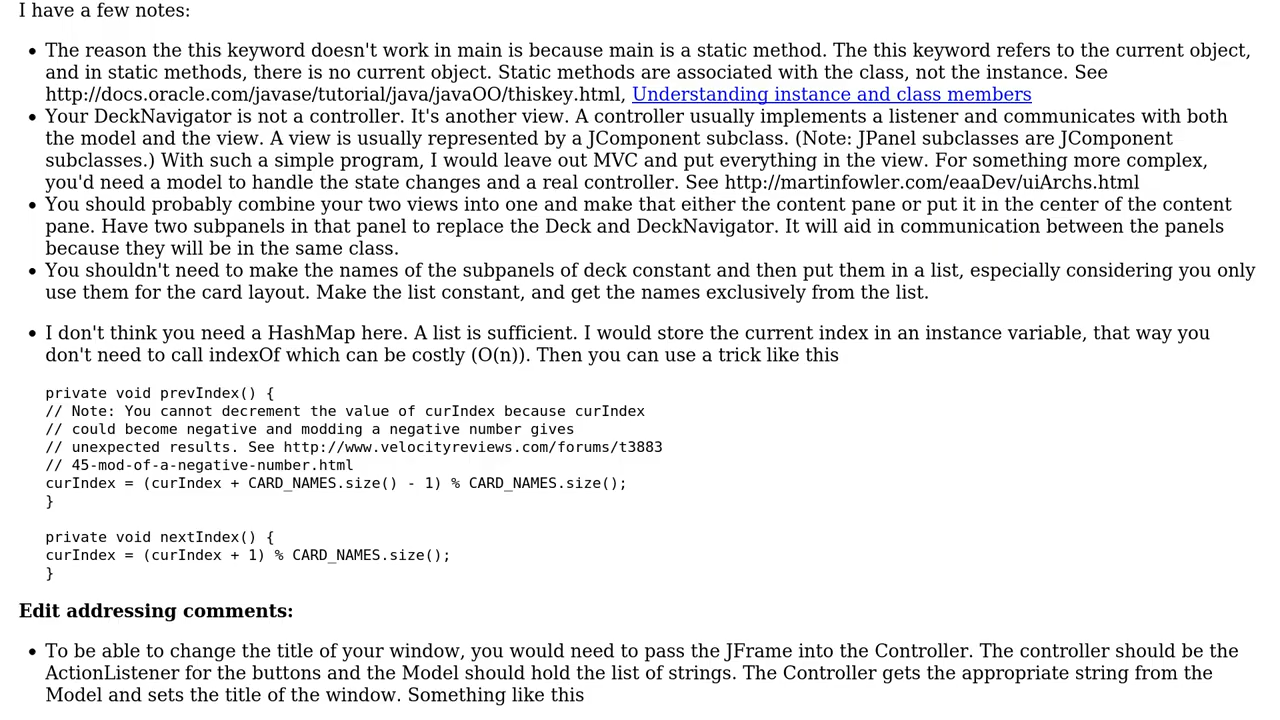 I have a few notes:
• The reason the this keyword doesn't work in main is because main is a static method. The this keyword refers to the current object,
and in static methods, there is no current object. Static methods are associated with the class, not the instance. See
http://docs.oracle.com/javase/tutorial/java/javaOO/thiskey.html, Understanding instance and class members
• Your DeckNavigator is not a controller. It's another view. A controller usually implements a listener and communicates with both
the model and the view. A view is usually represented by a JComponent subclass. (Note: JPanel subclasses are JComponent
subclasses.) With such a simple program, I would leave out MVC and put everything in the view. For something more complex,
you'd need a model to handle the state changes and a real controller. See http://martinfowler.com/eaaDev/uiArchs.html
• You should probably combine your two views into one and make that either the content pane or put it in the center of the content
pane. Have two subpanels in that panel to replace the Deck and DeckNavigator. It will aid in communication between the panels
because they will be in the same class.
• You shouldn't need to make the names of the subpanels of deck constant and then put them in a list, especially considering you only
use them for the card layout. Make the list constant, and get the names exclusively from the list.
• I don't think you need a HashMap here. A list is sufficient. I would store the current index in an instance variable, that way you
don't need to call indexOf which can be costly (O(n)). Then you can use a trick like this
private void prevIndex() {
// Note: You cannot decrement the value of curIndex because curIndex
// could become negative and modding a negative number gives
// unexpected results. See http://www.velocityreviews.com/forums/t3883
// 45-mod-of-a-negative-number.html
curIndex = (curIndex + CARD_NAMES.size() - 1) % CARD_NAMES.size();
}
private void nextIndex() {
curIndex = (curIndex + 1) % CARD_NAMES.size();
}
Edit addressing comments:
• To be able to change the title of your window, you would need to pass the JFrame into the Controller. The controller should be the
ActionListener for the buttons and the Model should hold the list of strings. The Controller gets the appropriate string from the
Model and sets the title of the window. Something like this